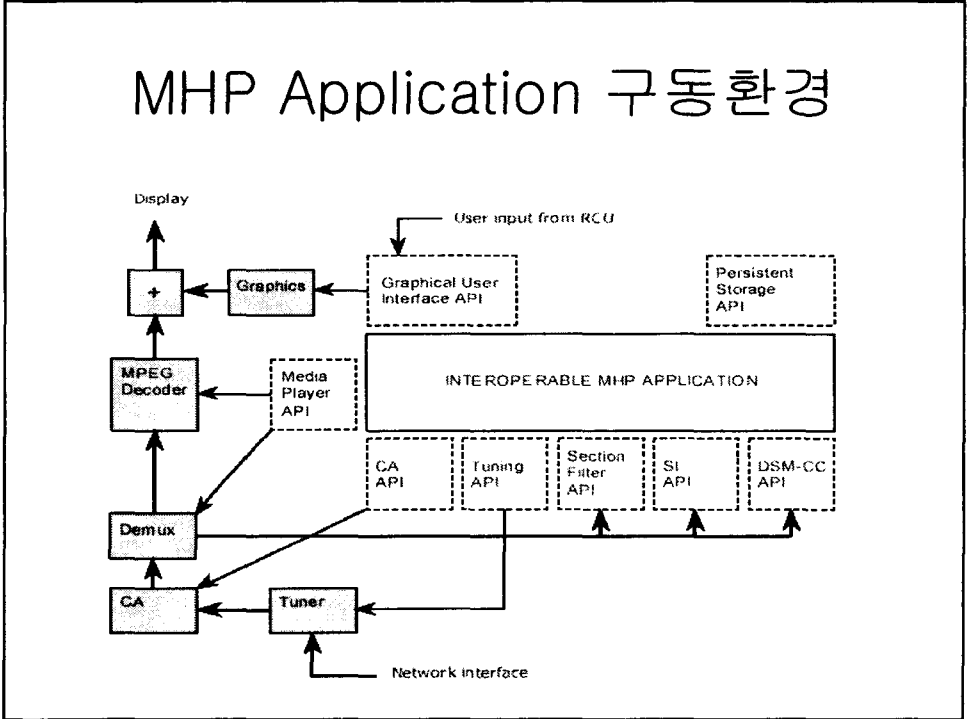 MHP Application 구동환경
Display
User input from RCU
+
Graphics
Graphical User
Interface API
Persistent
Storage
API
MPEG
Decoder
Media
Player
API
INTEROPERABLE MHP APPLICATION
CA
API
Tuning
API
Section
Filter
API
SI
API
DSM-CC
API
Demux
CA
Tuner
Network interface